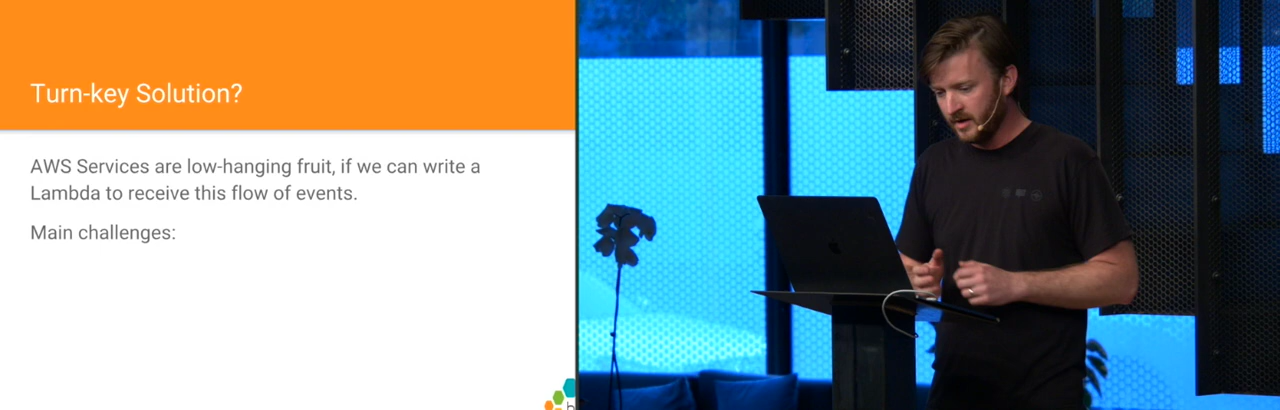 Turn-key Solution?
AWS Services are low-hanging fruit, if we can write a
Lambda to receive this flow of events.
Main challenges: